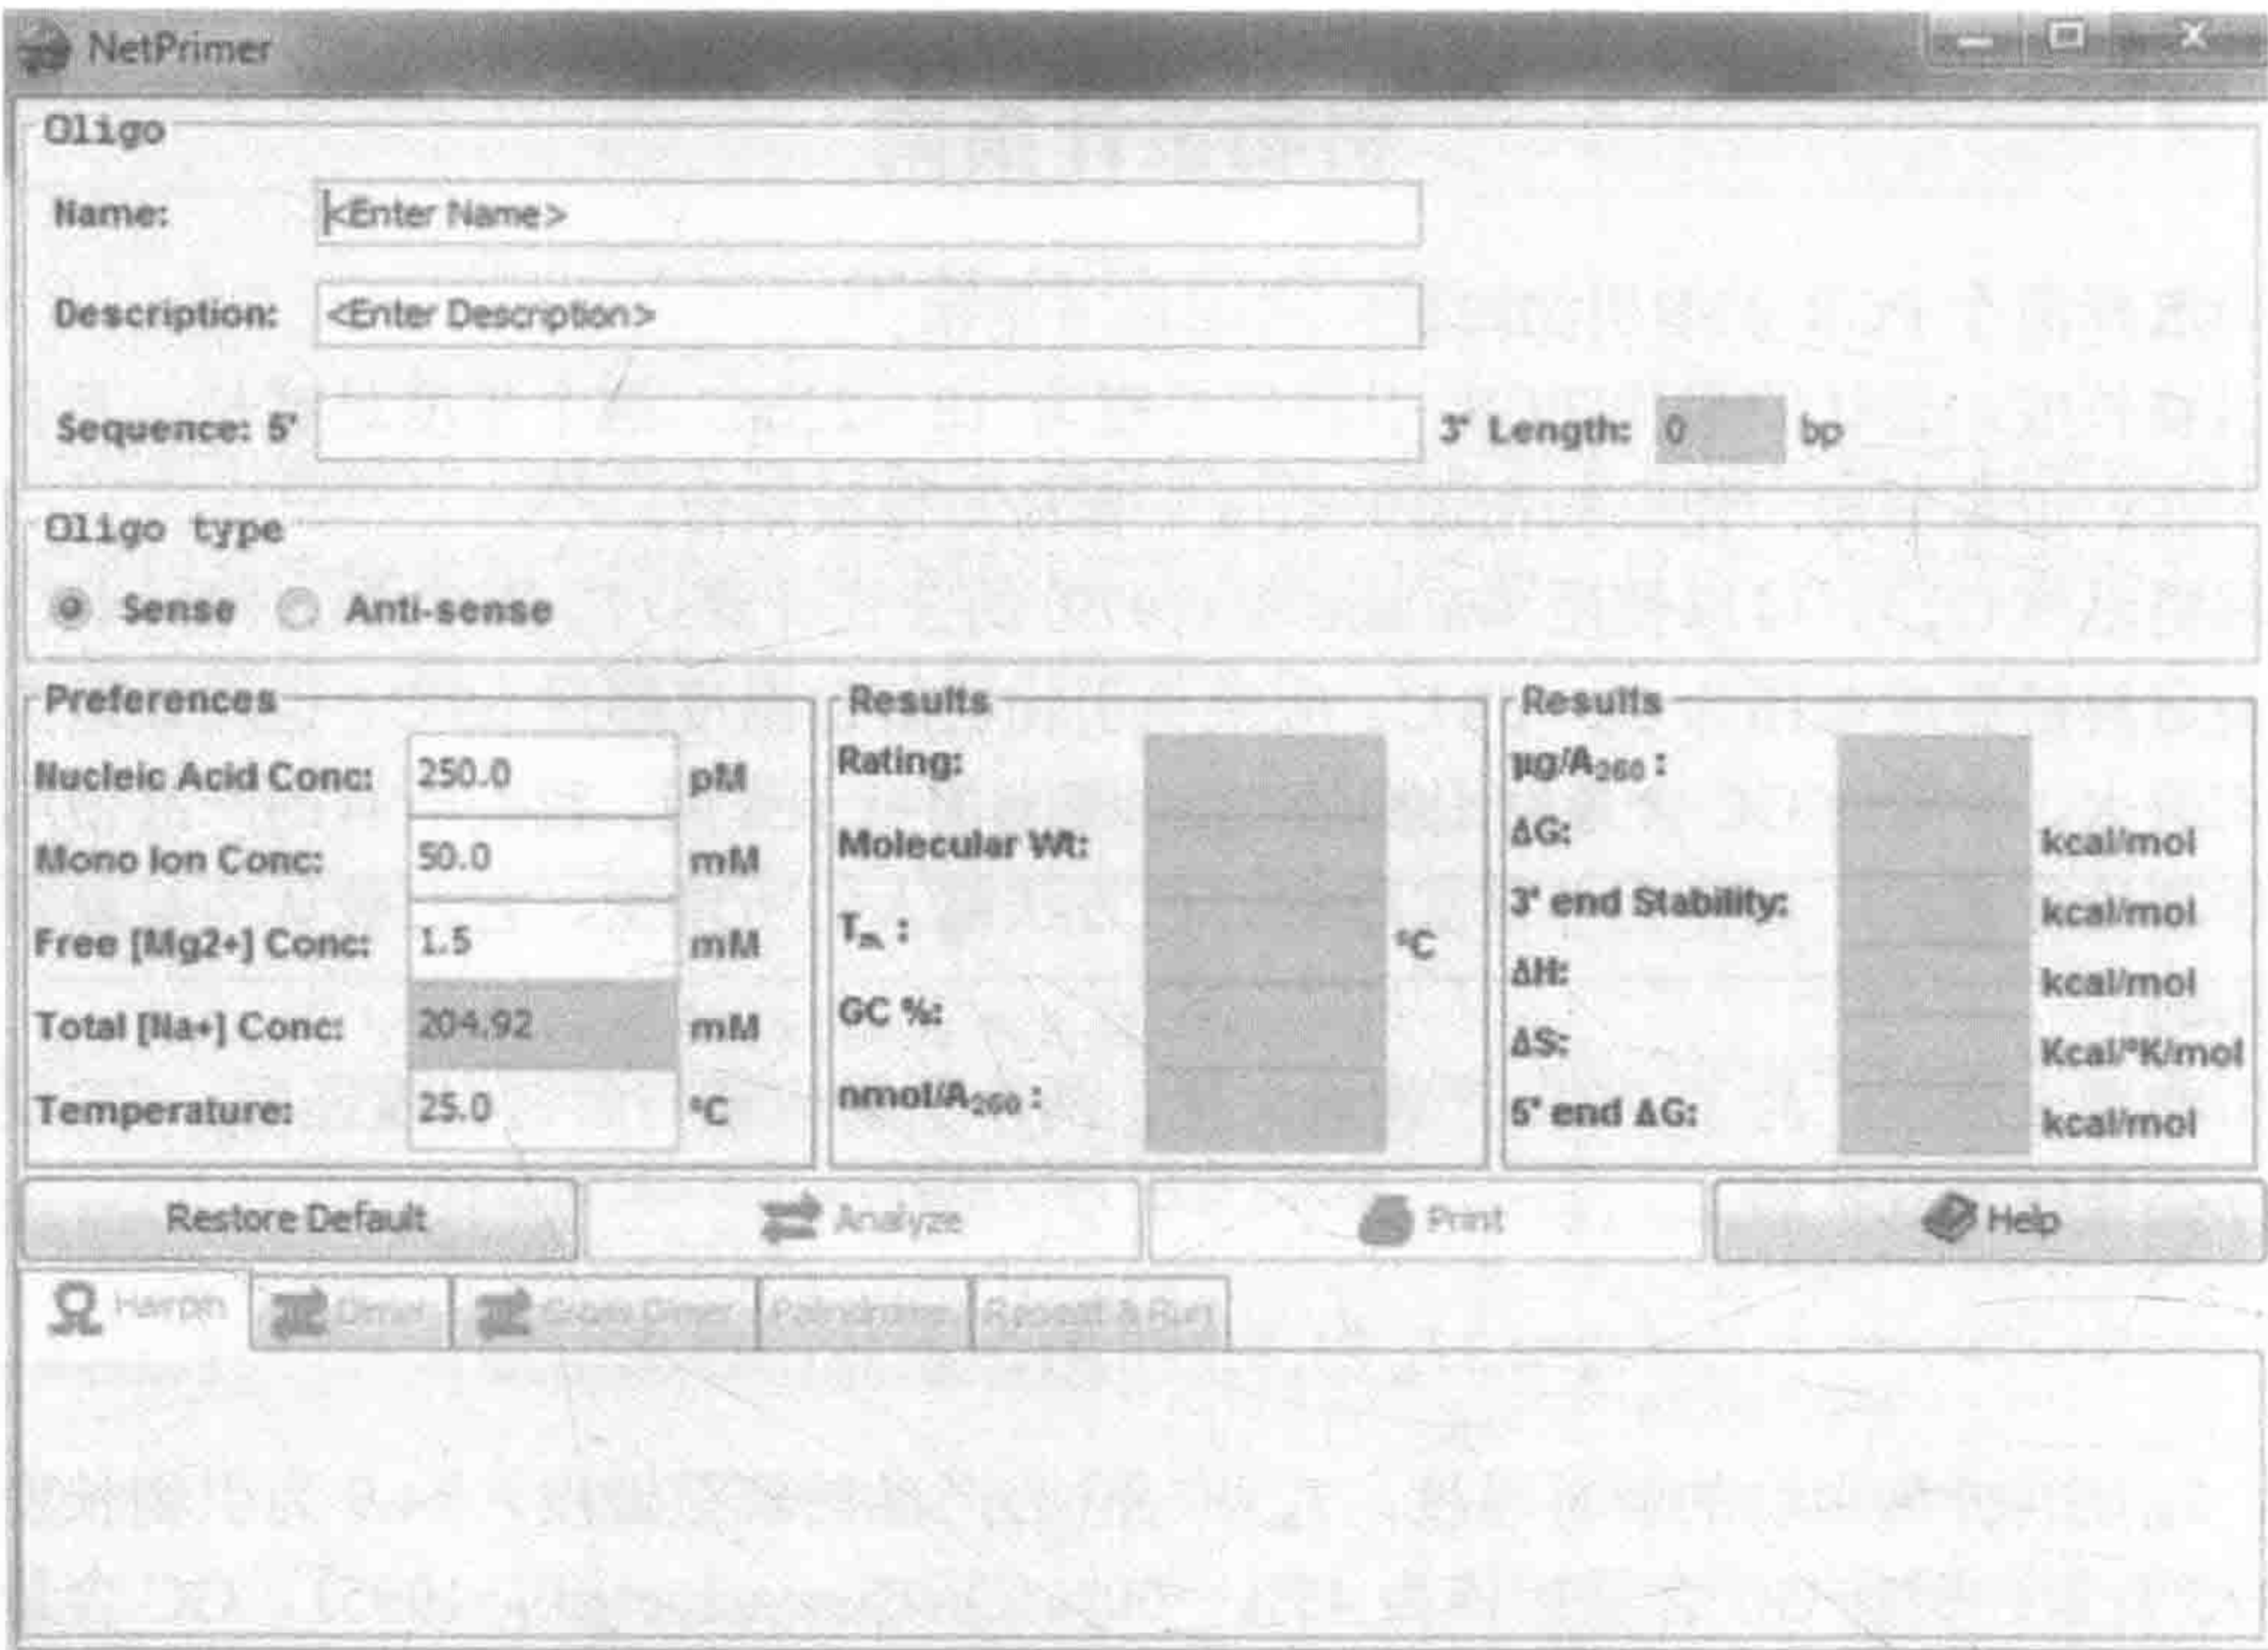 NetPrimer
Oligo
Name: <Enter Name>
Description: <Enter Description>
Sequence: 5' 3' Length: 0 bp
Oligo type
Sense Anti-sense
Preferences
Nucleic Acid Conc: 250.0 pM
Mono Ion Conc: 50.0 mM
Free [Mg2+] Conc: 1.5 mM
Total [Na+] Conc: 204.92 mM
Temperature: 25.0 °C
Results
Rating:
Molecular Wt:
Tm : °C
GC %:
nmol/A260 :
Results
µg/A260 :
ΔG: kcal/mol
3' end Stability: kcal/mol
ΔH: kcal/mol
ΔS: Kcal/°K/mol
5' end ΔG: kcal/mol
Restore Default Analyze Print Help
Hairpin Dimer Cross Dimer Palindrome Repeat & Run